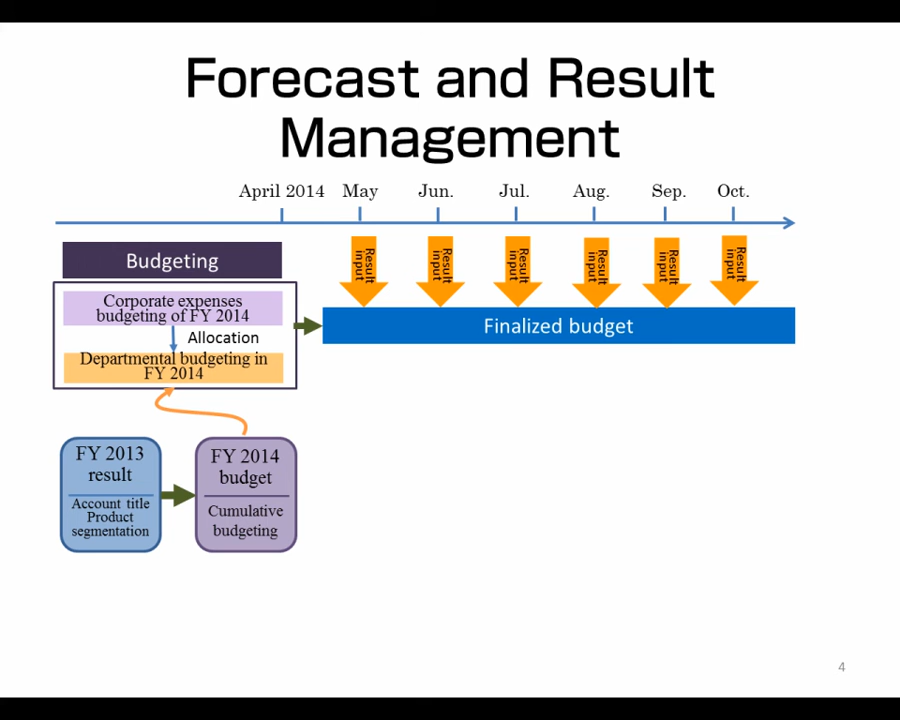 Forecast and Result
Management
April 2014 May Jun. Jul. Aug. Sep. Oct.
Budgeting
Result input
Result input
Result input
Result input
Result input
Result input
Corporate expenses
budgeting of FY 2014
Allocation
Departmental budgeting in
FY 2014
Finalized budget
FY 2013
result
Account title
Product
segmentation
FY 2014
budget
Cumulative
budgeting
4